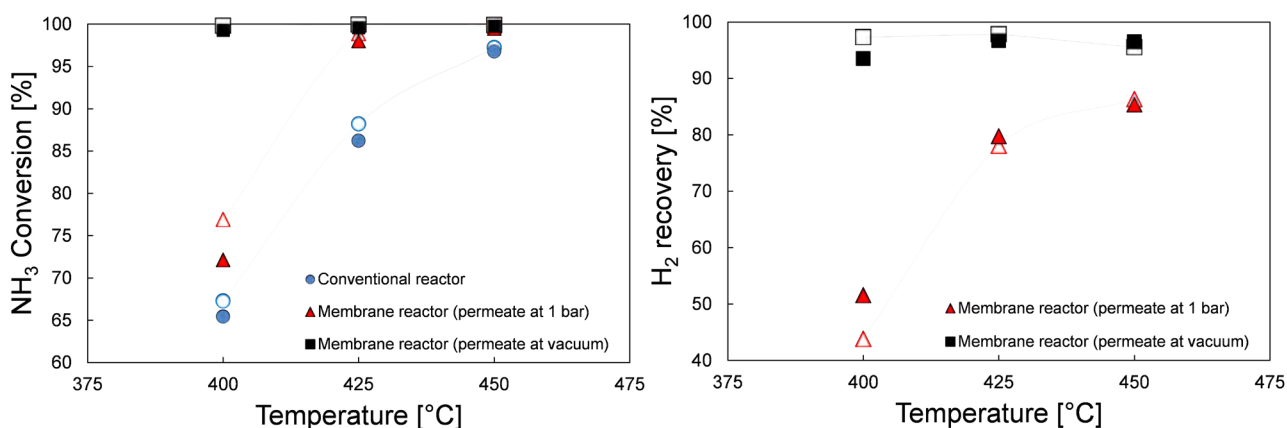 NH₃ Conversion [%]
100
95
90
85
80
75
70
65
60
Conventional reactor
Membrane reactor (permeate at 1 bar)
Membrane reactor (permeate at vacuum)
375 400 425 450 475
Temperature [°C]
H₂ recovery [%]
100
90
80
70
60
50
40
Membrane reactor (permeate at 1 bar)
Membrane reactor (permeate at vacuum)
375 400 425 450 475
Temperature [°C]